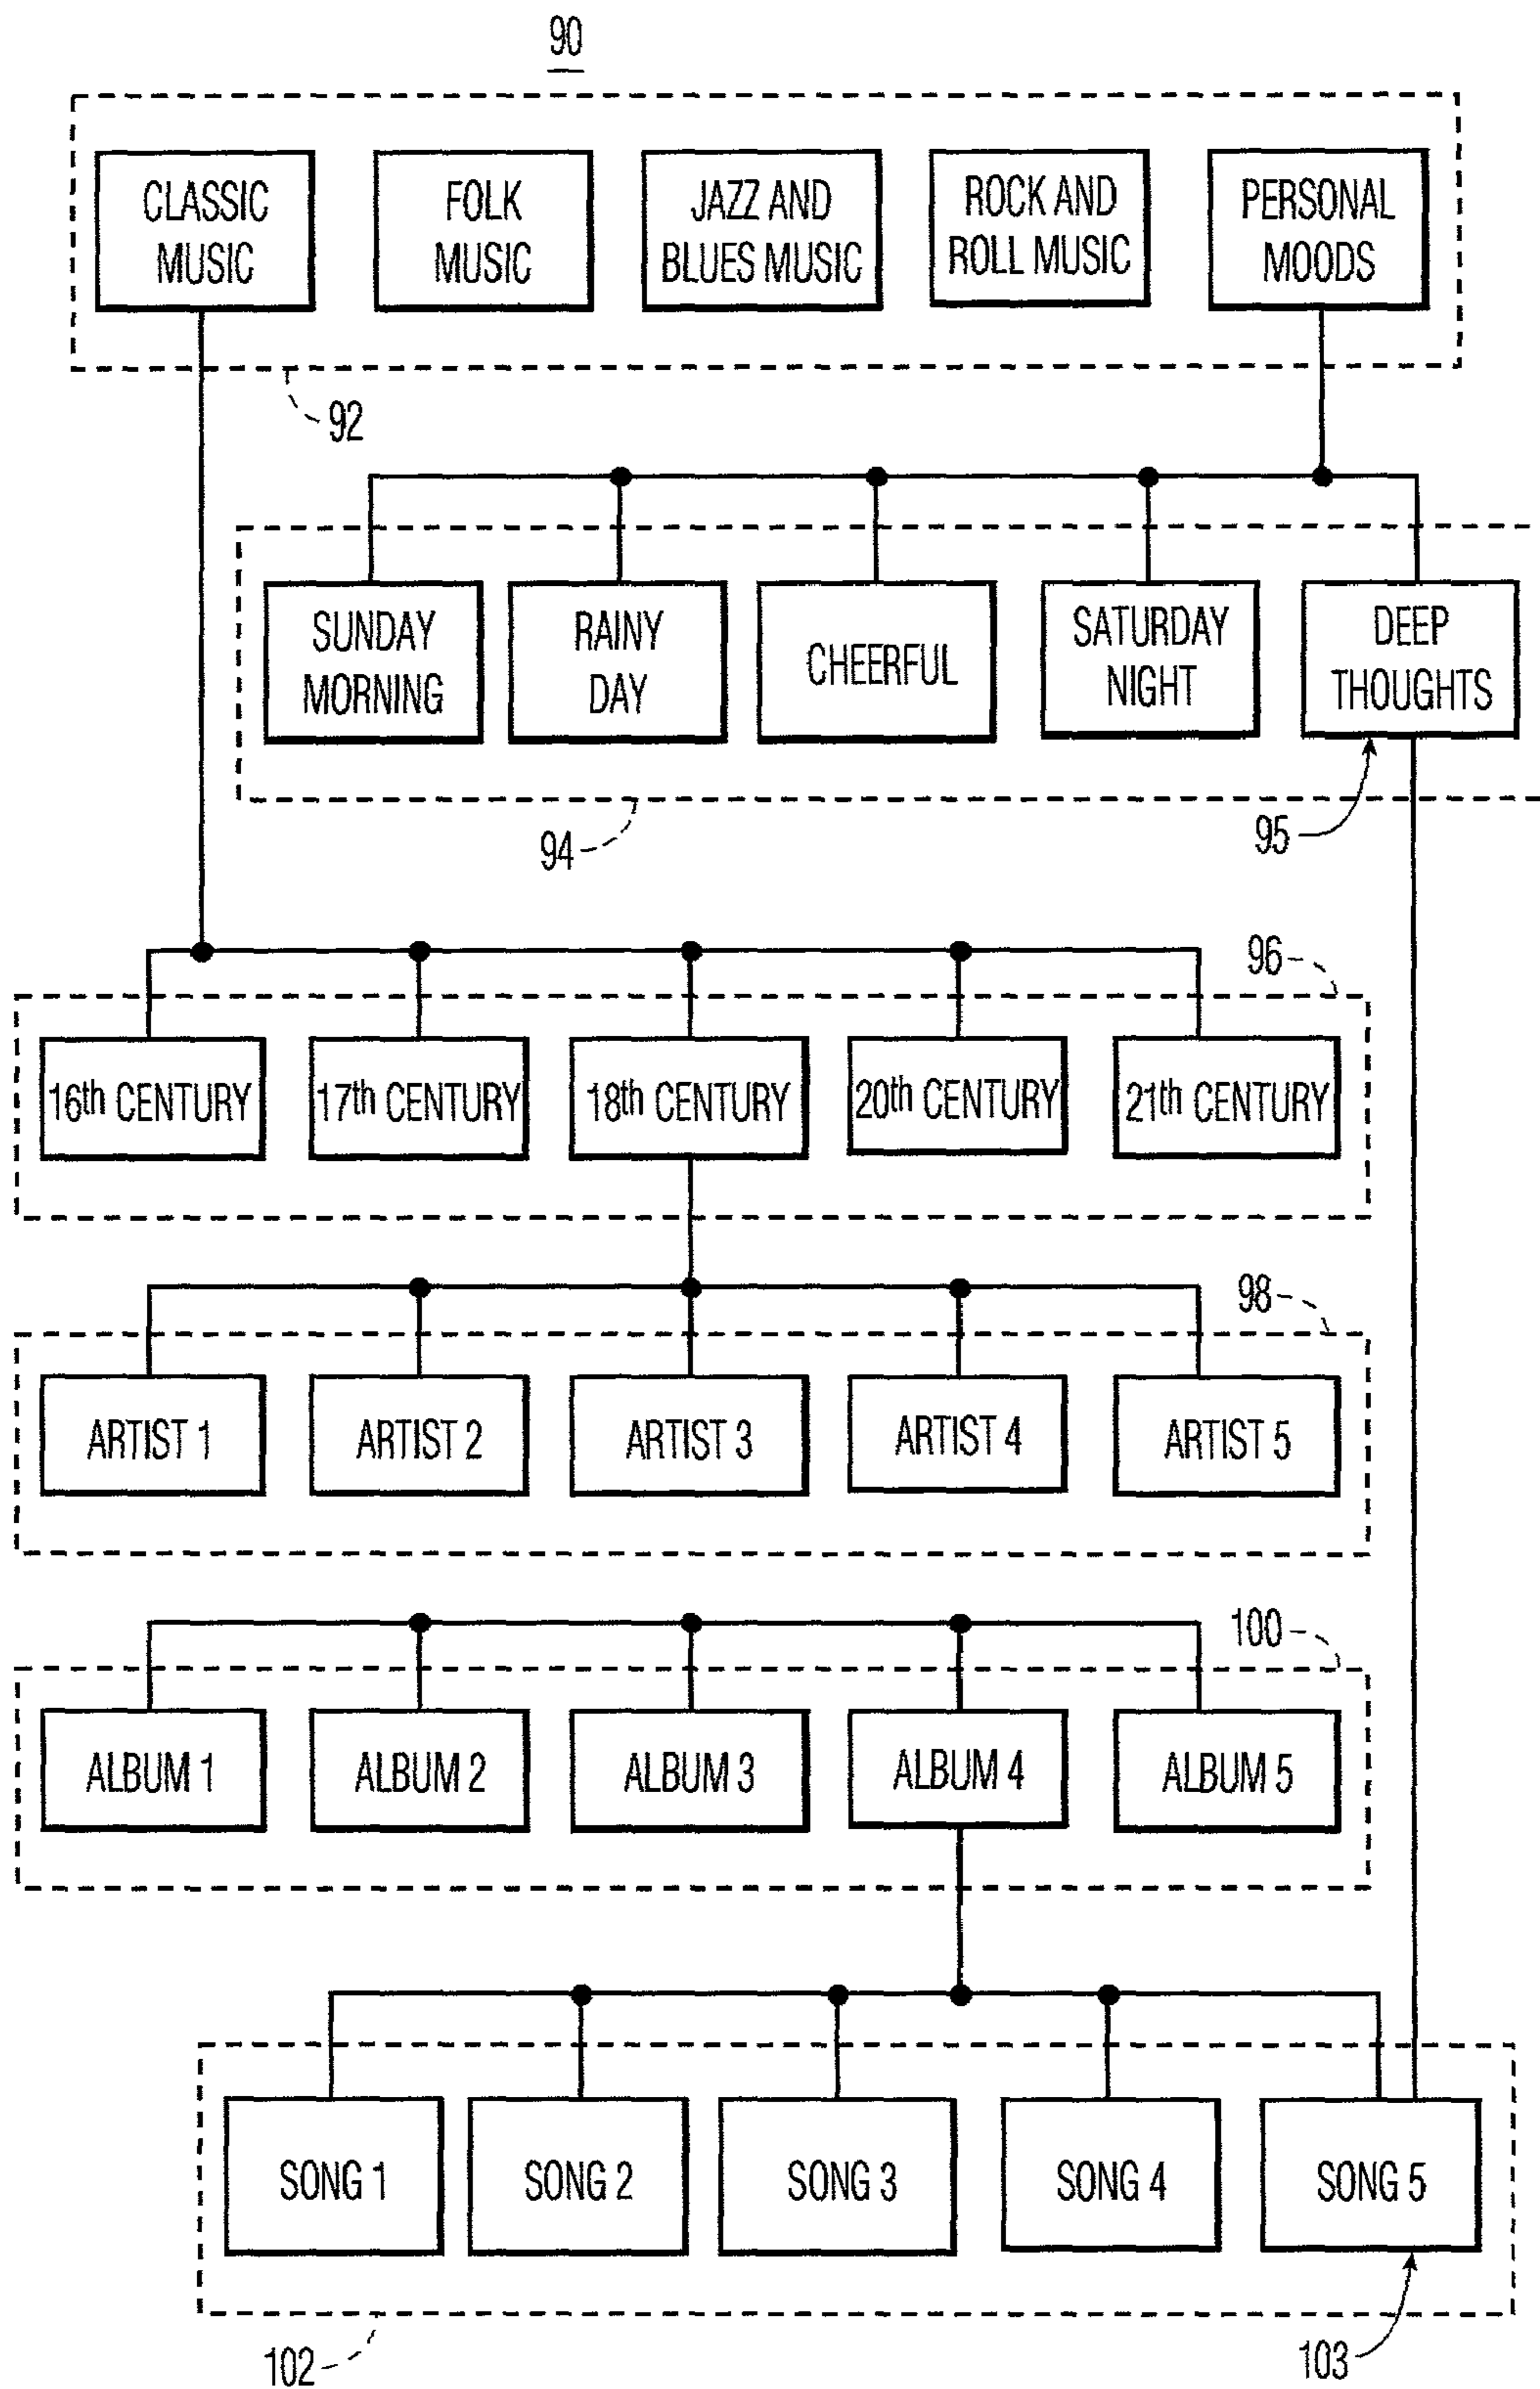 90
CLASSIC
MUSIC
FOLK
MUSIC
JAZZ AND
BLUES MUSIC
ROCK AND
ROLL MUSIC
PERSONAL
MOODS
92
SUNDAY
MORNING
RAINY
DAY
CHEERFUL
SATURDAY
NIGHT
DEEP
THOUGHTS
94
95
96
16th CENTURY
17th CENTURY
18th CENTURY
20th CENTURY
21th CENTURY
98
ARTIST 1
ARTIST 2
ARTIST 3
ARTIST 4
ARTIST 5
100
ALBUM 1
ALBUM 2
ALBUM 3
ALBUM 4
ALBUM 5
SONG 1
SONG 2
SONG 3
SONG 4
SONG 5
102
103